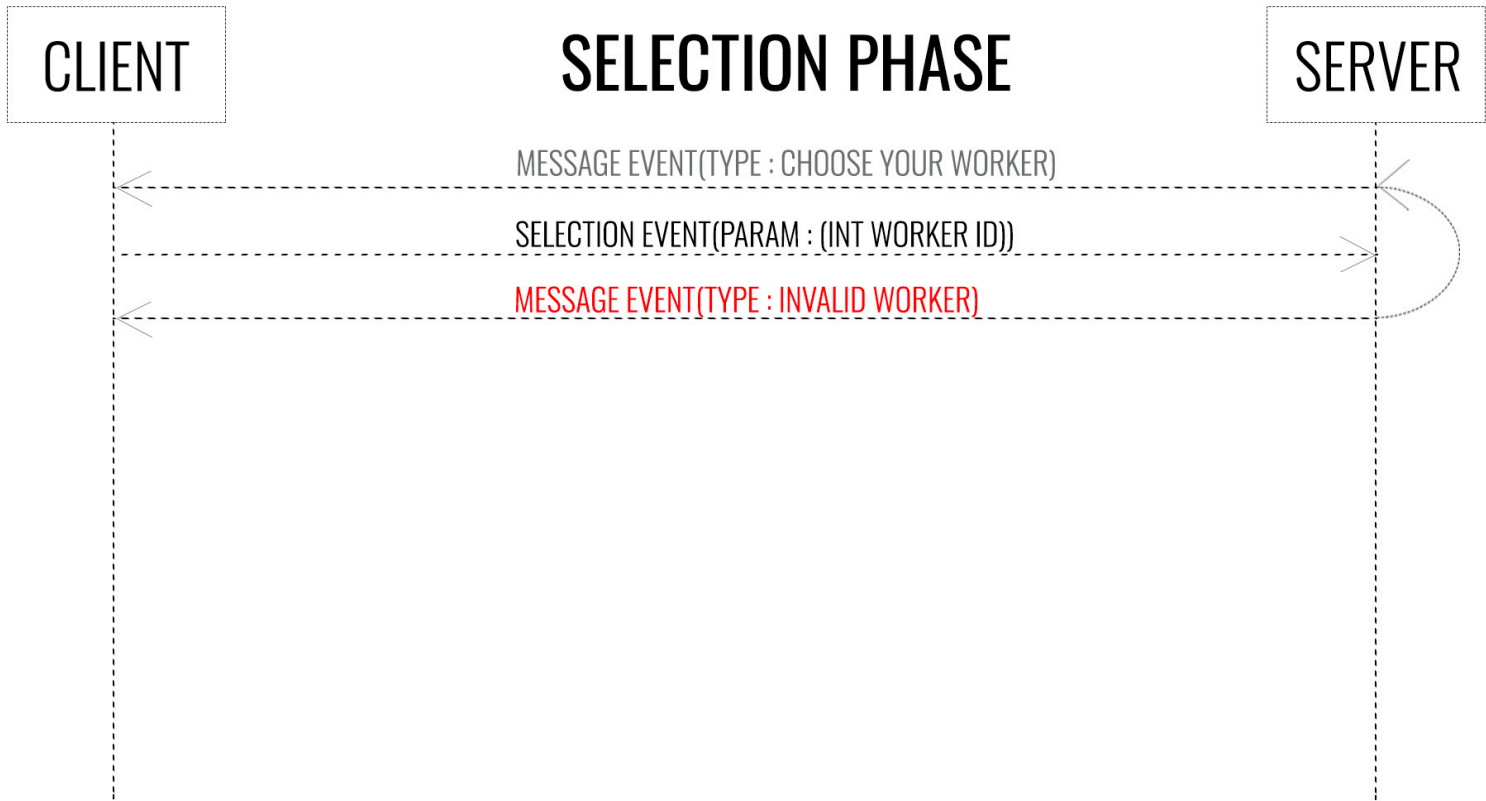 CLIENT
SELECTION PHASE
SERVER
MESSAGE EVENT(TYPE : CHOOSE YOUR WORKER)
SELECTION EVENT(PARAM : (INT WORKER ID))
MESSAGE EVENT(TYPE : INVALID WORKER)